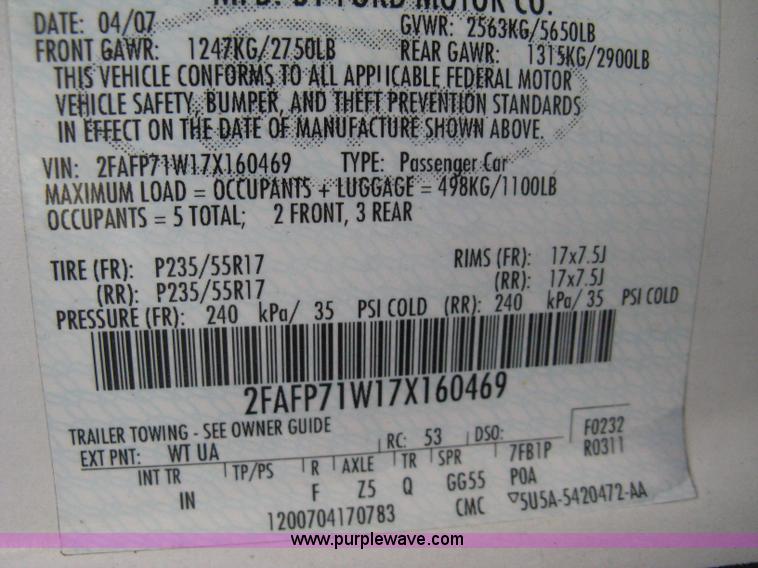 MFD. BY FORD MOTOR CO.
DATE: 04/07 GVWR: 2563KG/5650LB
FRONT GAWR: 1247KG/2750LB REAR GAWR: 1315KG/2900LB
THIS VEHICLE CONFORMS TO ALL APPLICABLE FEDERAL MOTOR
VEHICLE SAFETY, BUMPER, AND THEFT PREVENTION STANDARDS
IN EFFECT ON THE DATE OF MANUFACTURE SHOWN ABOVE.
VIN: 2FAFP71W17X160469 TYPE: Passenger Car
MAXIMUM LOAD = OCCUPANTS + LUGGAGE = 498KG/1100LB
OCCUPANTS = 5 TOTAL; 2 FRONT, 3 REAR
TIRE (FR): P235/55R17 RIMS (FR): 17x7.5J
(RR): P235/55R17 (RR): 17x7.5J
PRESSURE (FR): 240 kPa/ 35 PSI COLD (RR): 240 kPa/ 35 PSI COLD
2FAFP71W17X160469
TRAILER TOWING - SEE OWNER GUIDE
EXT PNT: WT UA RC: 53 DSO: F0232
INT TR TP/PS R AXLE TR SPR 7FB1P R0311
IN F Z5 Q GG55 P0A
1200704170783 CMC ▽5U5A-5420472-AA
www.purplewave.com